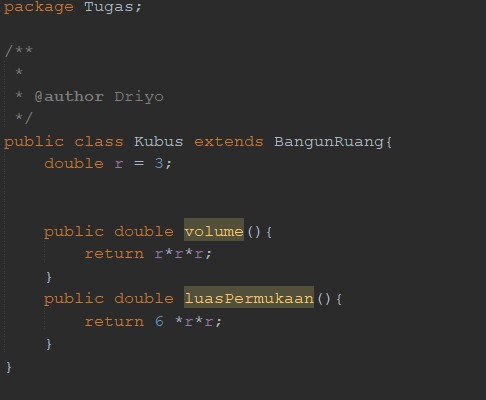 package Tugas;
/**
 *
 * @author Driyo
 */
public class Kubus extends BangunRuang{
    double r = 3;
    public double volume(){
        return r*r*r;
    }
    public double luasPermukaan(){
        return 6 *r*r;
    }
}